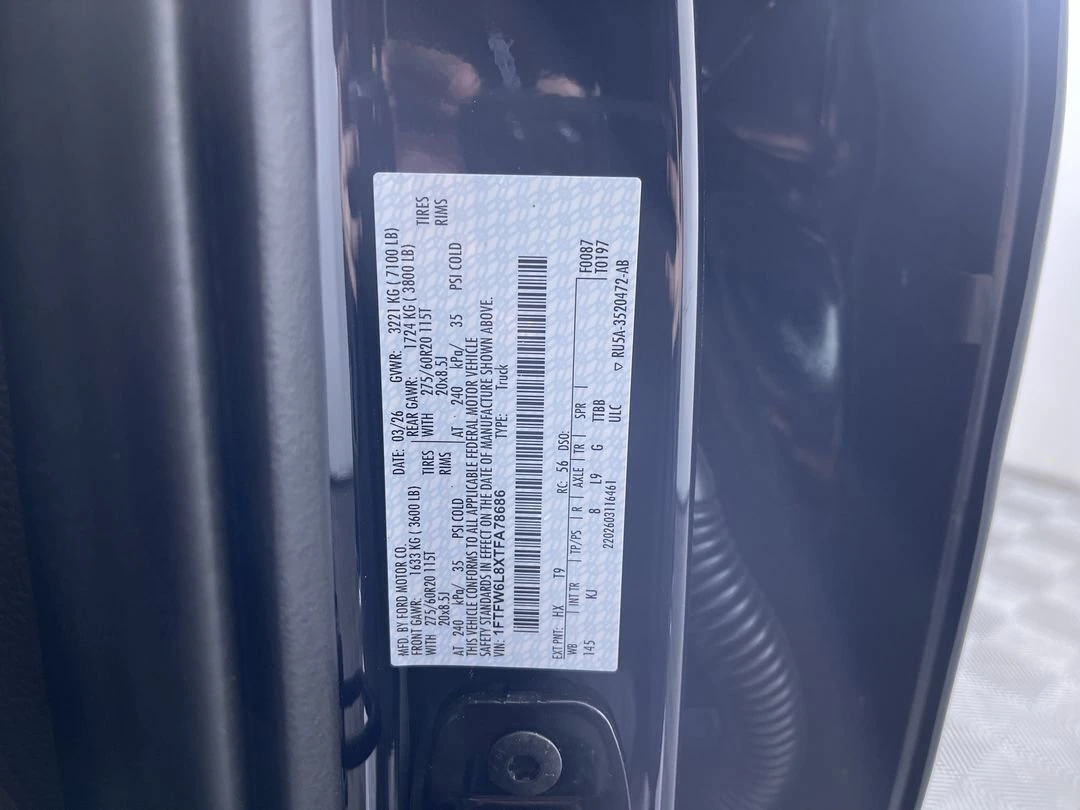 MFD. BY FORD MOTOR CO. DATE: 03/26 GVWR: 3221 KG ( 7100 LB)
FRONT GAWR: 1633 KG ( 3600 LB) REAR GAWR: 1724 KG ( 3800 LB)
WITH 275/60R20 115T TIRES WITH 275/60R20 115T TIRES
20x8.5J RIMS 20x8.5J RIMS
AT 240 kPa/ 35 PSI COLD AT 240 kPa/ 35 PSI COLD
THIS VEHICLE CONFORMS TO ALL APPLICABLE FEDERAL MOTOR VEHICLE
SAFETY STANDARDS IN EFFECT ON THE DATE OF MANUFACTURE SHOWN ABOVE.
VIN: 1FTFW6L8XTFA78686 TYPE: Truck
EXT PNT: HX T9 RC: 56 DSO: F0087
WB INT TR TP/PS R AXLE TR SPR T0197
145 KJ B L9 G TTBB
2202603116461 ULC ▽ RU5A-3520472-AB